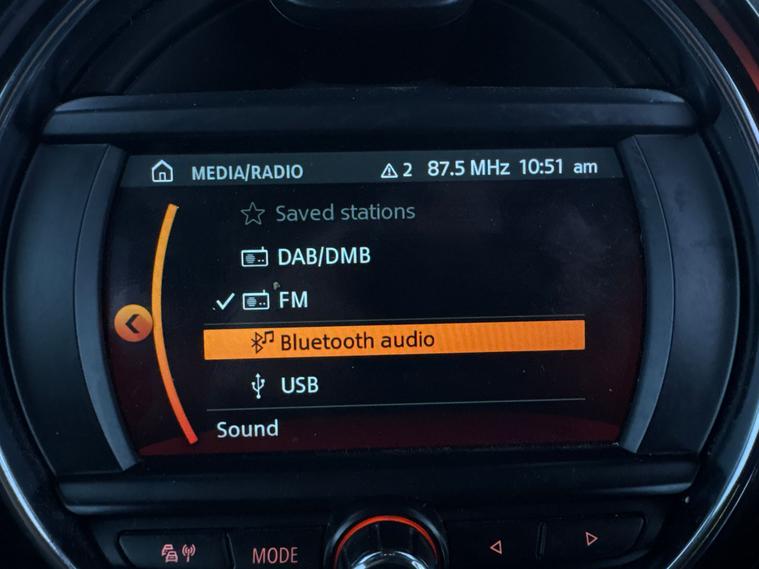 MEDIA/RADIO 2 87.5 MHz 10:51 am
Saved stations
DAB/DMB
FM
Bluetooth audio
USB
Sound
MODE